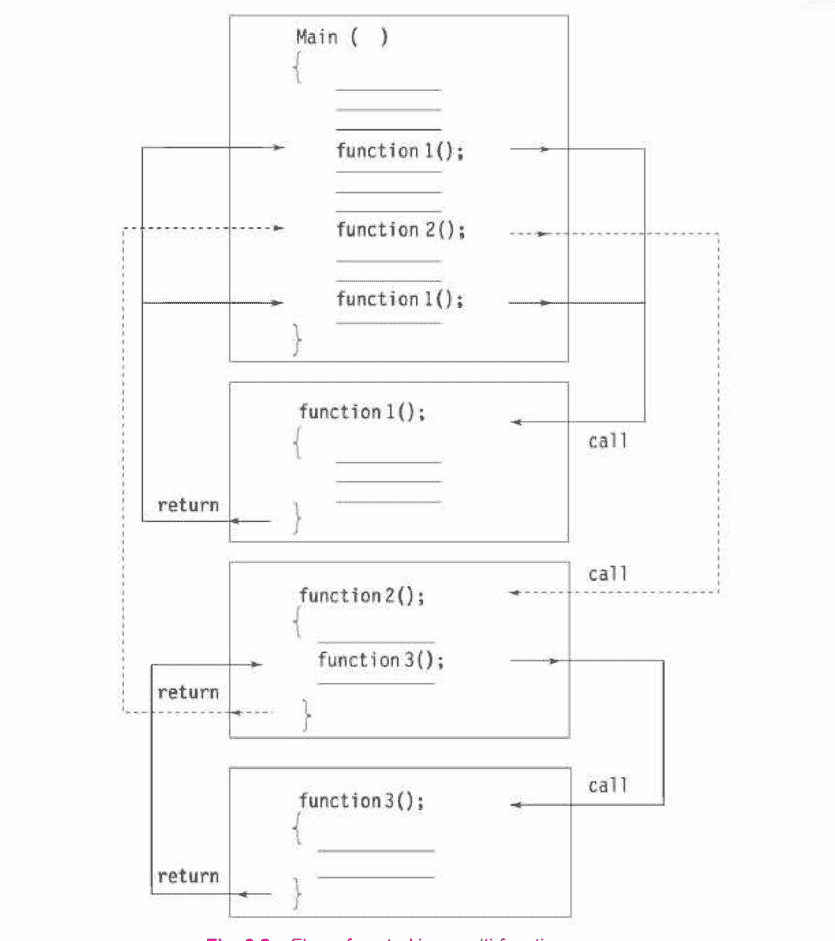 Main ( )
{
function 1();
function 2();
function 1();
}
function 1();
{
call
return
}
call
function 2();
{
function 3();
return
}
call
function 3();
{
return
}